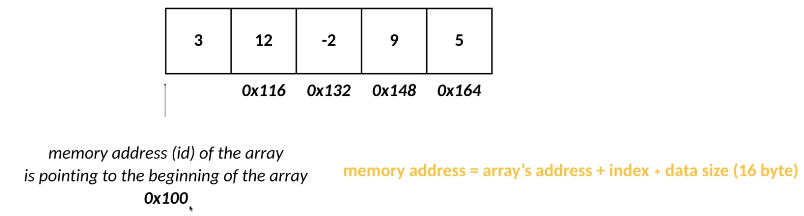 3 12 -2 9 5
0x116 0x132 0x148 0x164
memory address (id) of the array
is pointing to the beginning of the array
0x100
memory address = array's address + index * data size (16 byte)